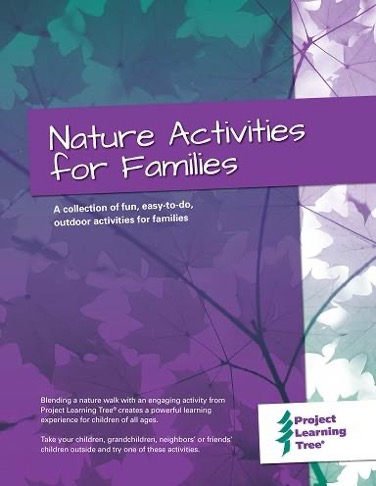 Nature Activities
for Families
A collection of fun, easy-to-do,
outdoor activities for families
Blending a nature walk with an engaging activity from
Project Learning Tree® creates a powerful learning
experience for children of all ages.
Take your children, grandchildren, neighbors' or friends'
children outside and try one of these activities.
Project
Learning
Tree®